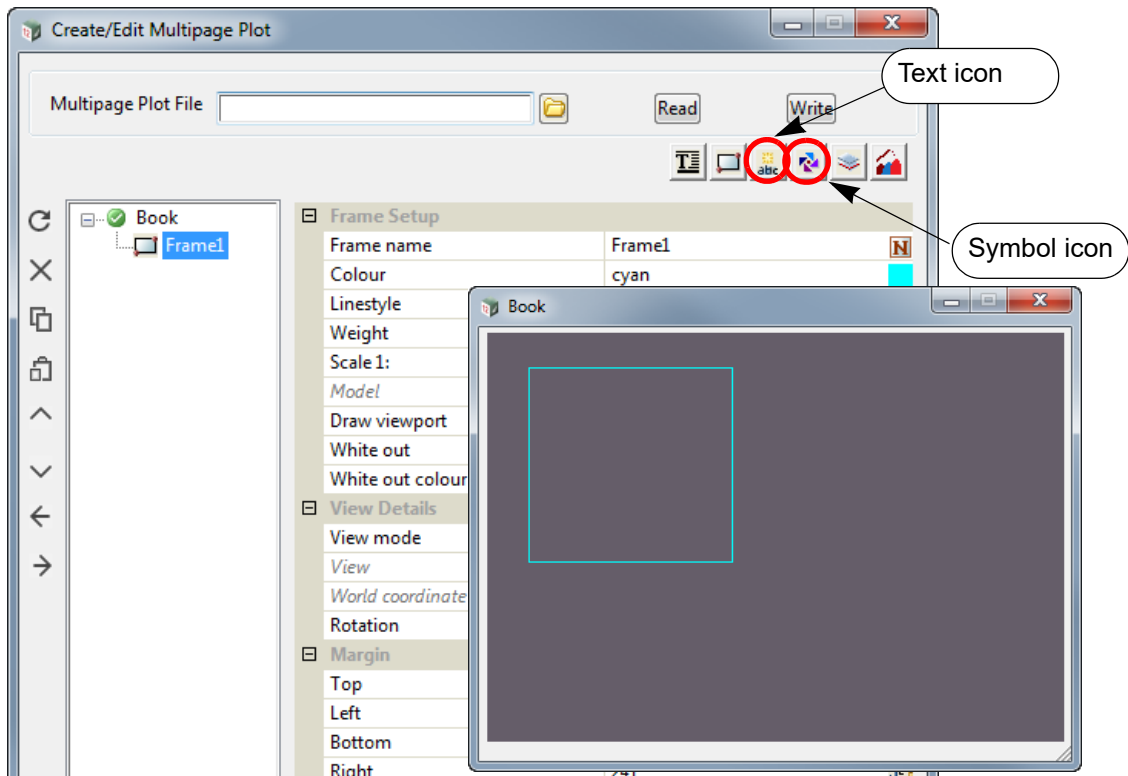 Create/Edit Multipage Plot
Text icon
Multipage Plot File Read Write
abc
Symbol icon
Book
Frame1
Frame Setup
Frame name Frame1 N
Colour cyan
Linestyle
Weight
Scale 1:
Model
Draw viewport
White out
White out colour
View Details
View mode
View
World coordinate
Rotation
Margin
Top
Left
Bottom
Right
Book